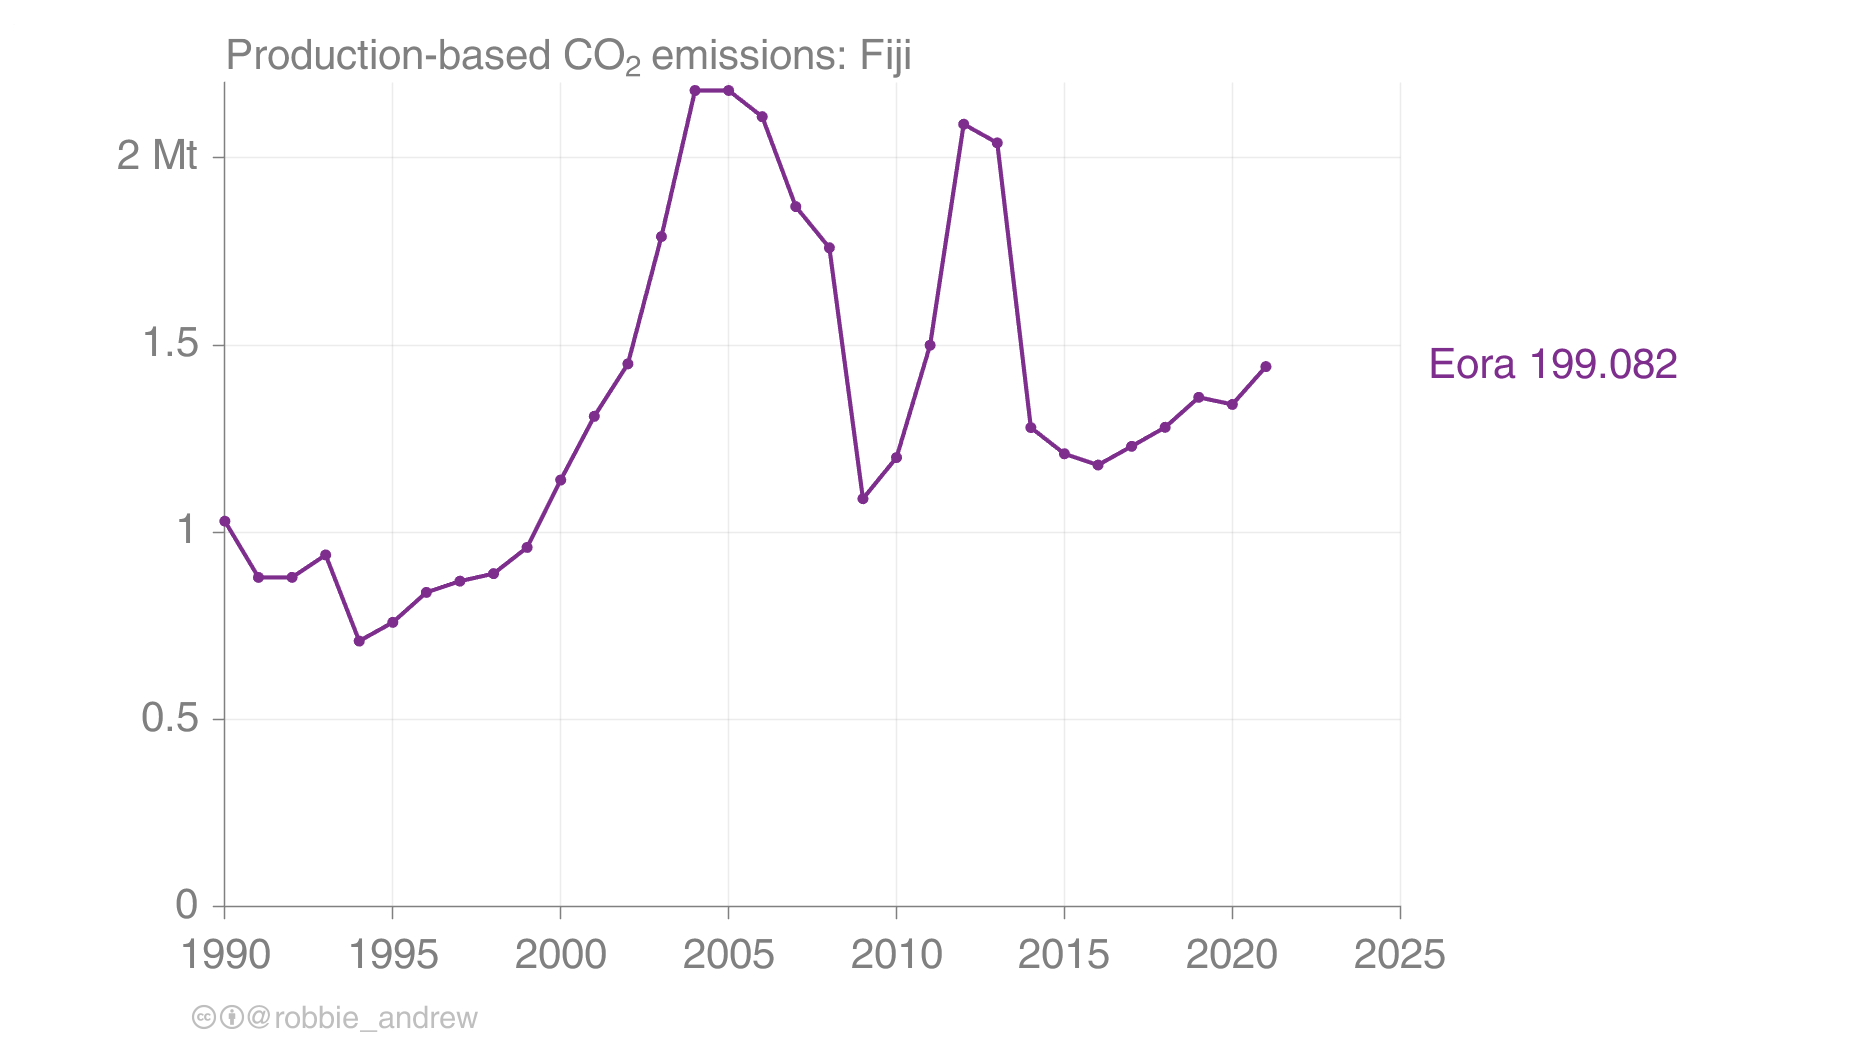 Production-based CO₂ emissions: Fiji
2 Mt
1.5
1
0.5
0
1990 1995 2000 2005 2010 2015 2020 2025
Eora 199.082
cc @robbie_andrew